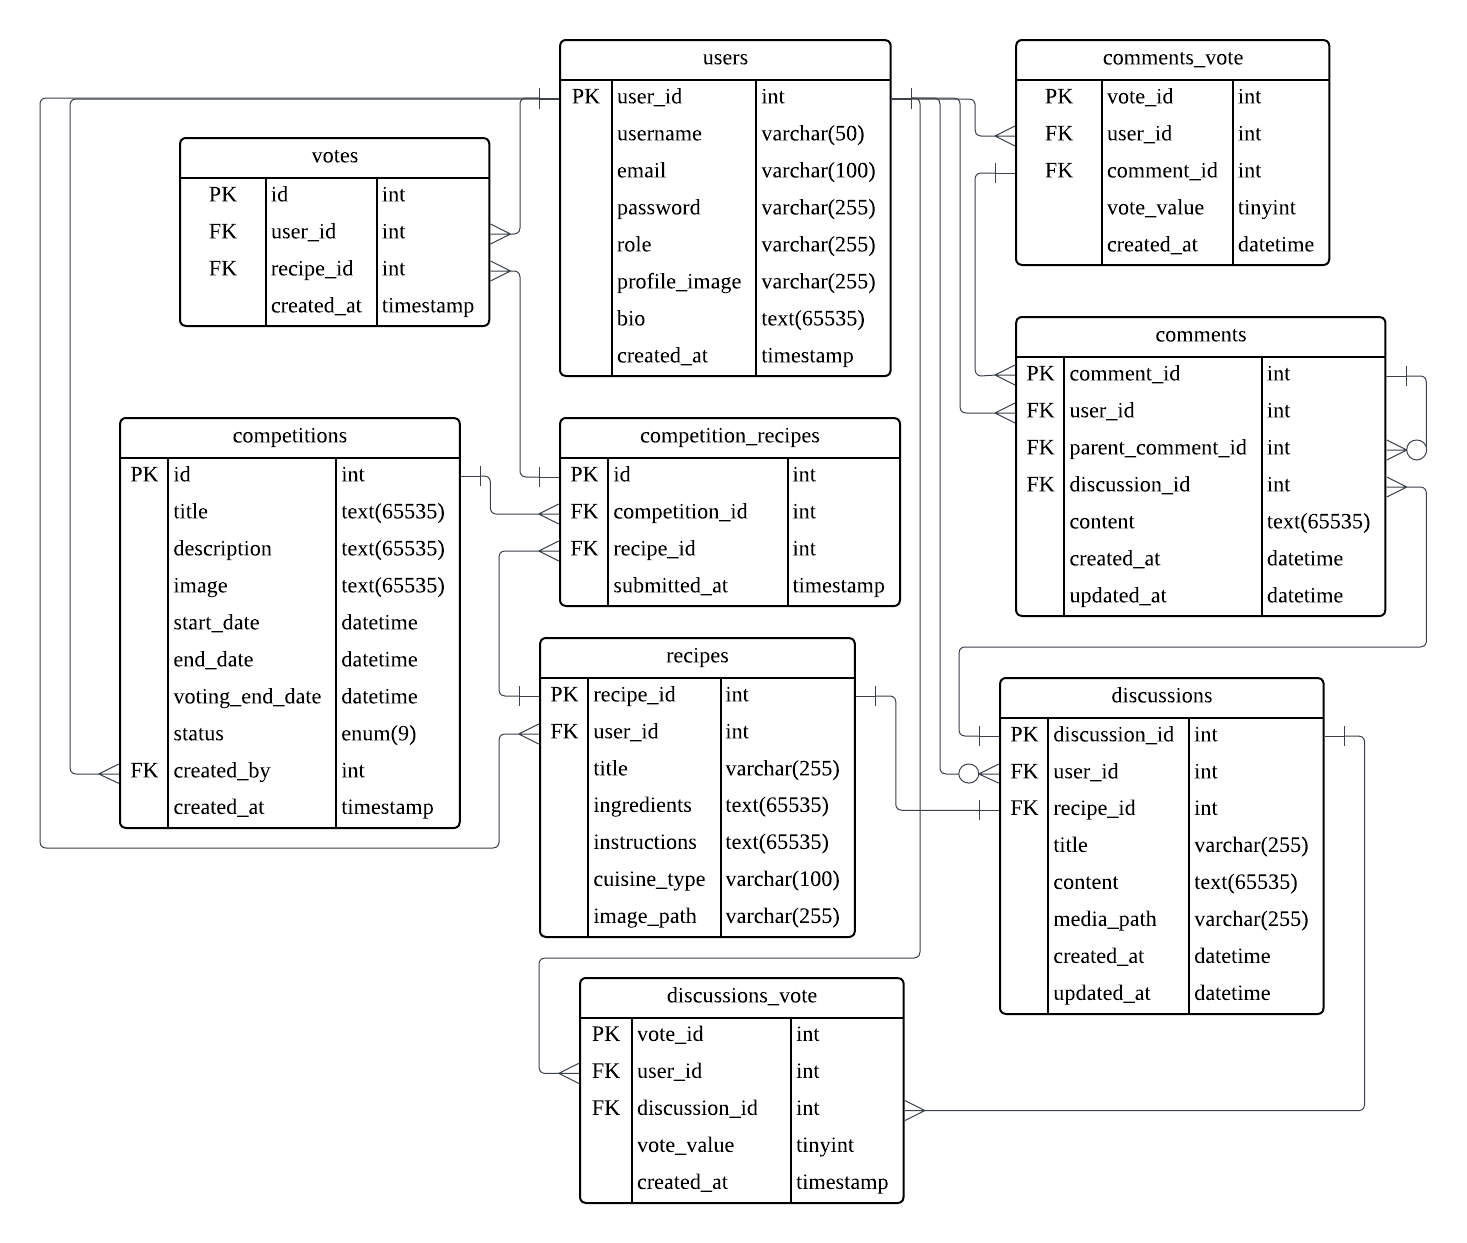 users
PK user_id int
username varchar(50)
email varchar(100)
password varchar(255)
role varchar(255)
profile_image varchar(255)
bio text(65535)
created_at timestamp
comments_vote
PK vote_id int
FK user_id int
FK comment_id int
vote_value tinyint
created_at datetime
votes
PK id int
FK user_id int
FK recipe_id int
created_at timestamp
comments
PK comment_id int
FK user_id int
FK parent_comment_id int
FK discussion_id int
content text(65535)
created_at datetime
updated_at datetime
competitions
PK id int
title text(65535)
description text(65535)
image text(65535)
start_date datetime
end_date datetime
voting_end_date datetime
status enum(9)
FK created_by int
created_at timestamp
competition_recipes
PK id int
FK competition_id int
FK recipe_id int
submitted_at timestamp
recipes
PK recipe_id int
FK user_id int
title varchar(255)
ingredients text(65535)
instructions text(65535)
cuisine_type varchar(100)
image_path varchar(255)
discussions
PK discussion_id int
FK user_id int
FK recipe_id int
title varchar(255)
content text(65535)
media_path varchar(255)
created_at datetime
updated_at datetime
discussions_vote
PK vote_id int
FK user_id int
FK discussion_id int
vote_value tinyint
created_at timestamp